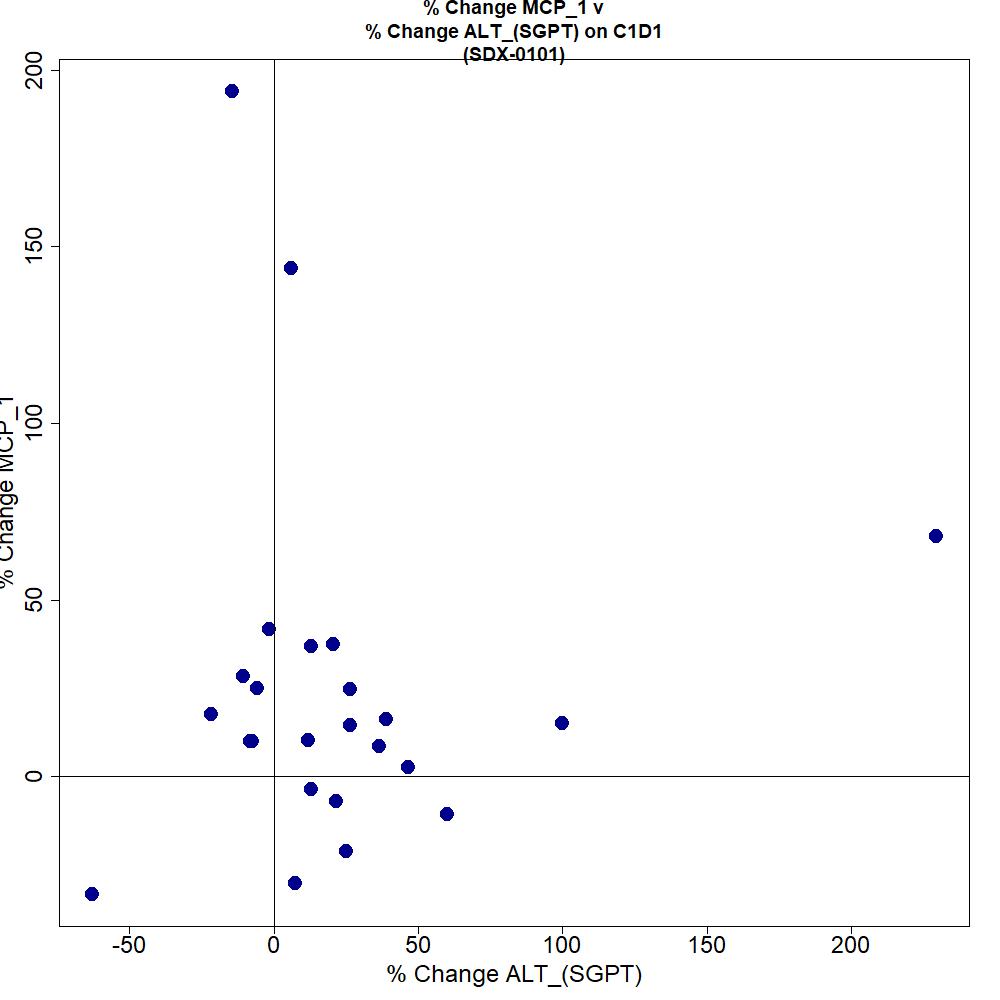 % Change MCP_1 v
% Change ALT_(SGPT) on C1D1
(SDX-0101)
200
150
100
50
0
% Change MCP_1
-50 0 50 100 150 200
% Change ALT_(SGPT)